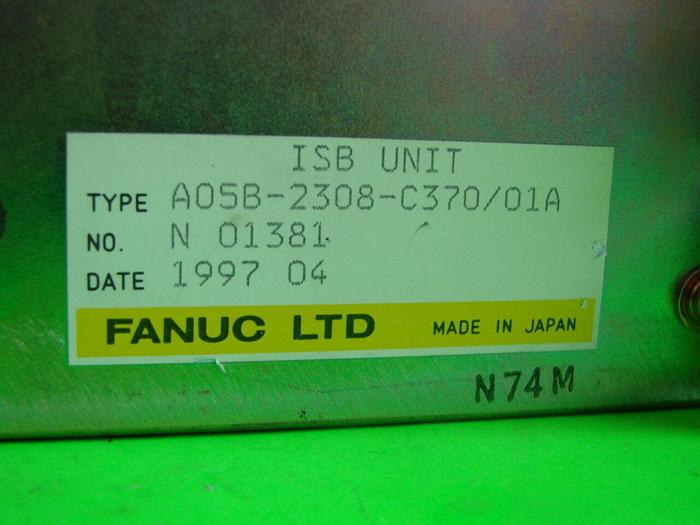 ISB UNIT
TYPE A05B-2308-C370/01A
NO. N 01381
DATE 1997 04
FANUC LTD MADE IN JAPAN
N74M